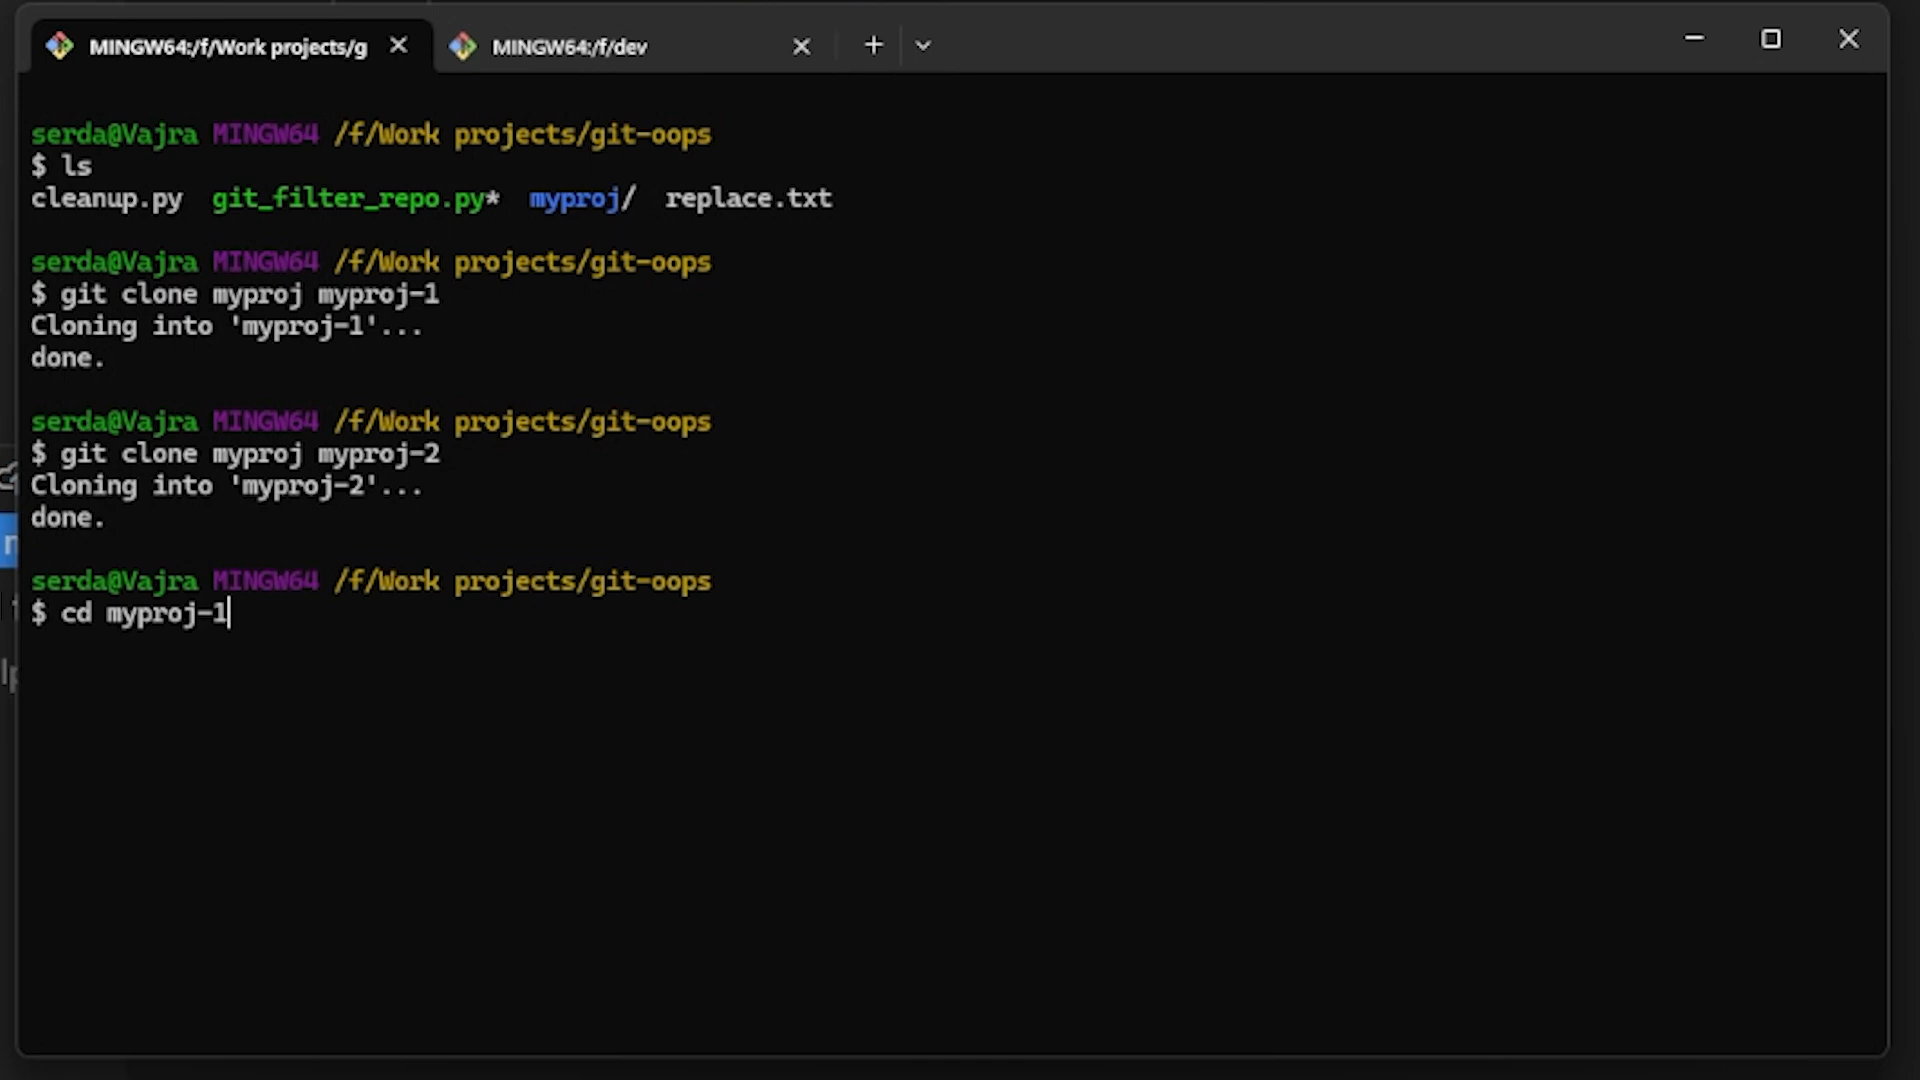 MINGW64:/f/Work projects/g
MINGW64:/f/dev
serda@Vajra MINGW64 /f/Work projects/git-oops
$ ls
cleanup.py  git_filter_repo.py*  myproj/  replace.txt
serda@Vajra MINGW64 /f/Work projects/git-oops
$ git clone myproj myproj-1
Cloning into 'myproj-1'...
done.
serda@Vajra MINGW64 /f/Work projects/git-oops
$ git clone myproj myproj-2
Cloning into 'myproj-2'...
done.
serda@Vajra MINGW64 /f/Work projects/git-oops
$ cd myproj-1